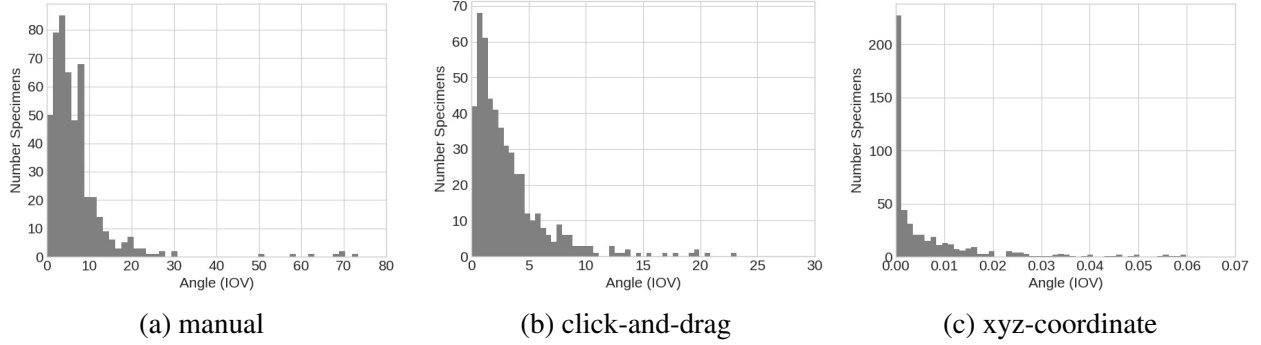 80
70
60
50
40
30
20
10
0
Number Specimens
0 10 20 30 40 50 60 70 80
Angle (IOV)
(a) manual
70
60
50
40
30
20
10
0
Number Specimens
0 5 10 15 20 25 30
Angle (IOV)
(b) click-and-drag
200
150
100
50
0
Number Specimens
0.00 0.01 0.02 0.03 0.04 0.05 0.06 0.07
Angle (IOV)
(c) xyz-coordinate